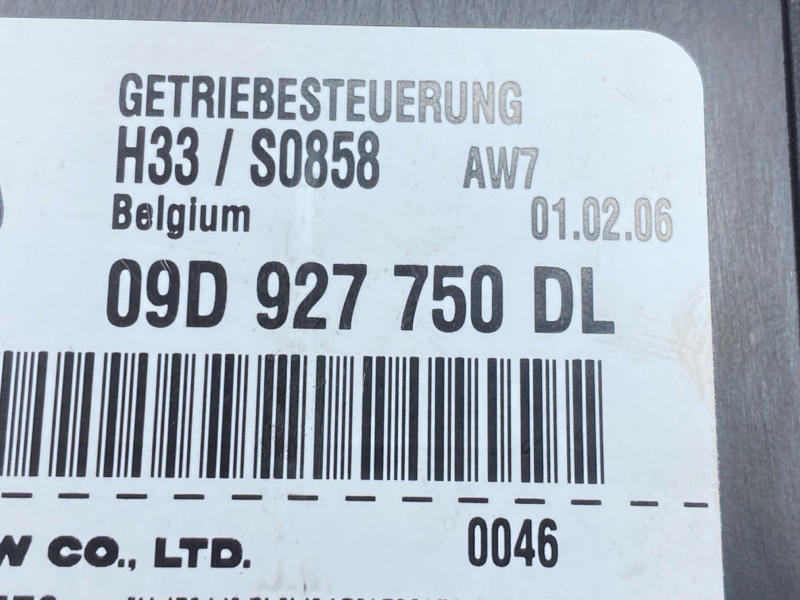 GETRIEBESTEUERUNG
H33 / S0858 AW7
Belgium 01.02.06
09D 927 750 DL
W CO., LTD. 0046